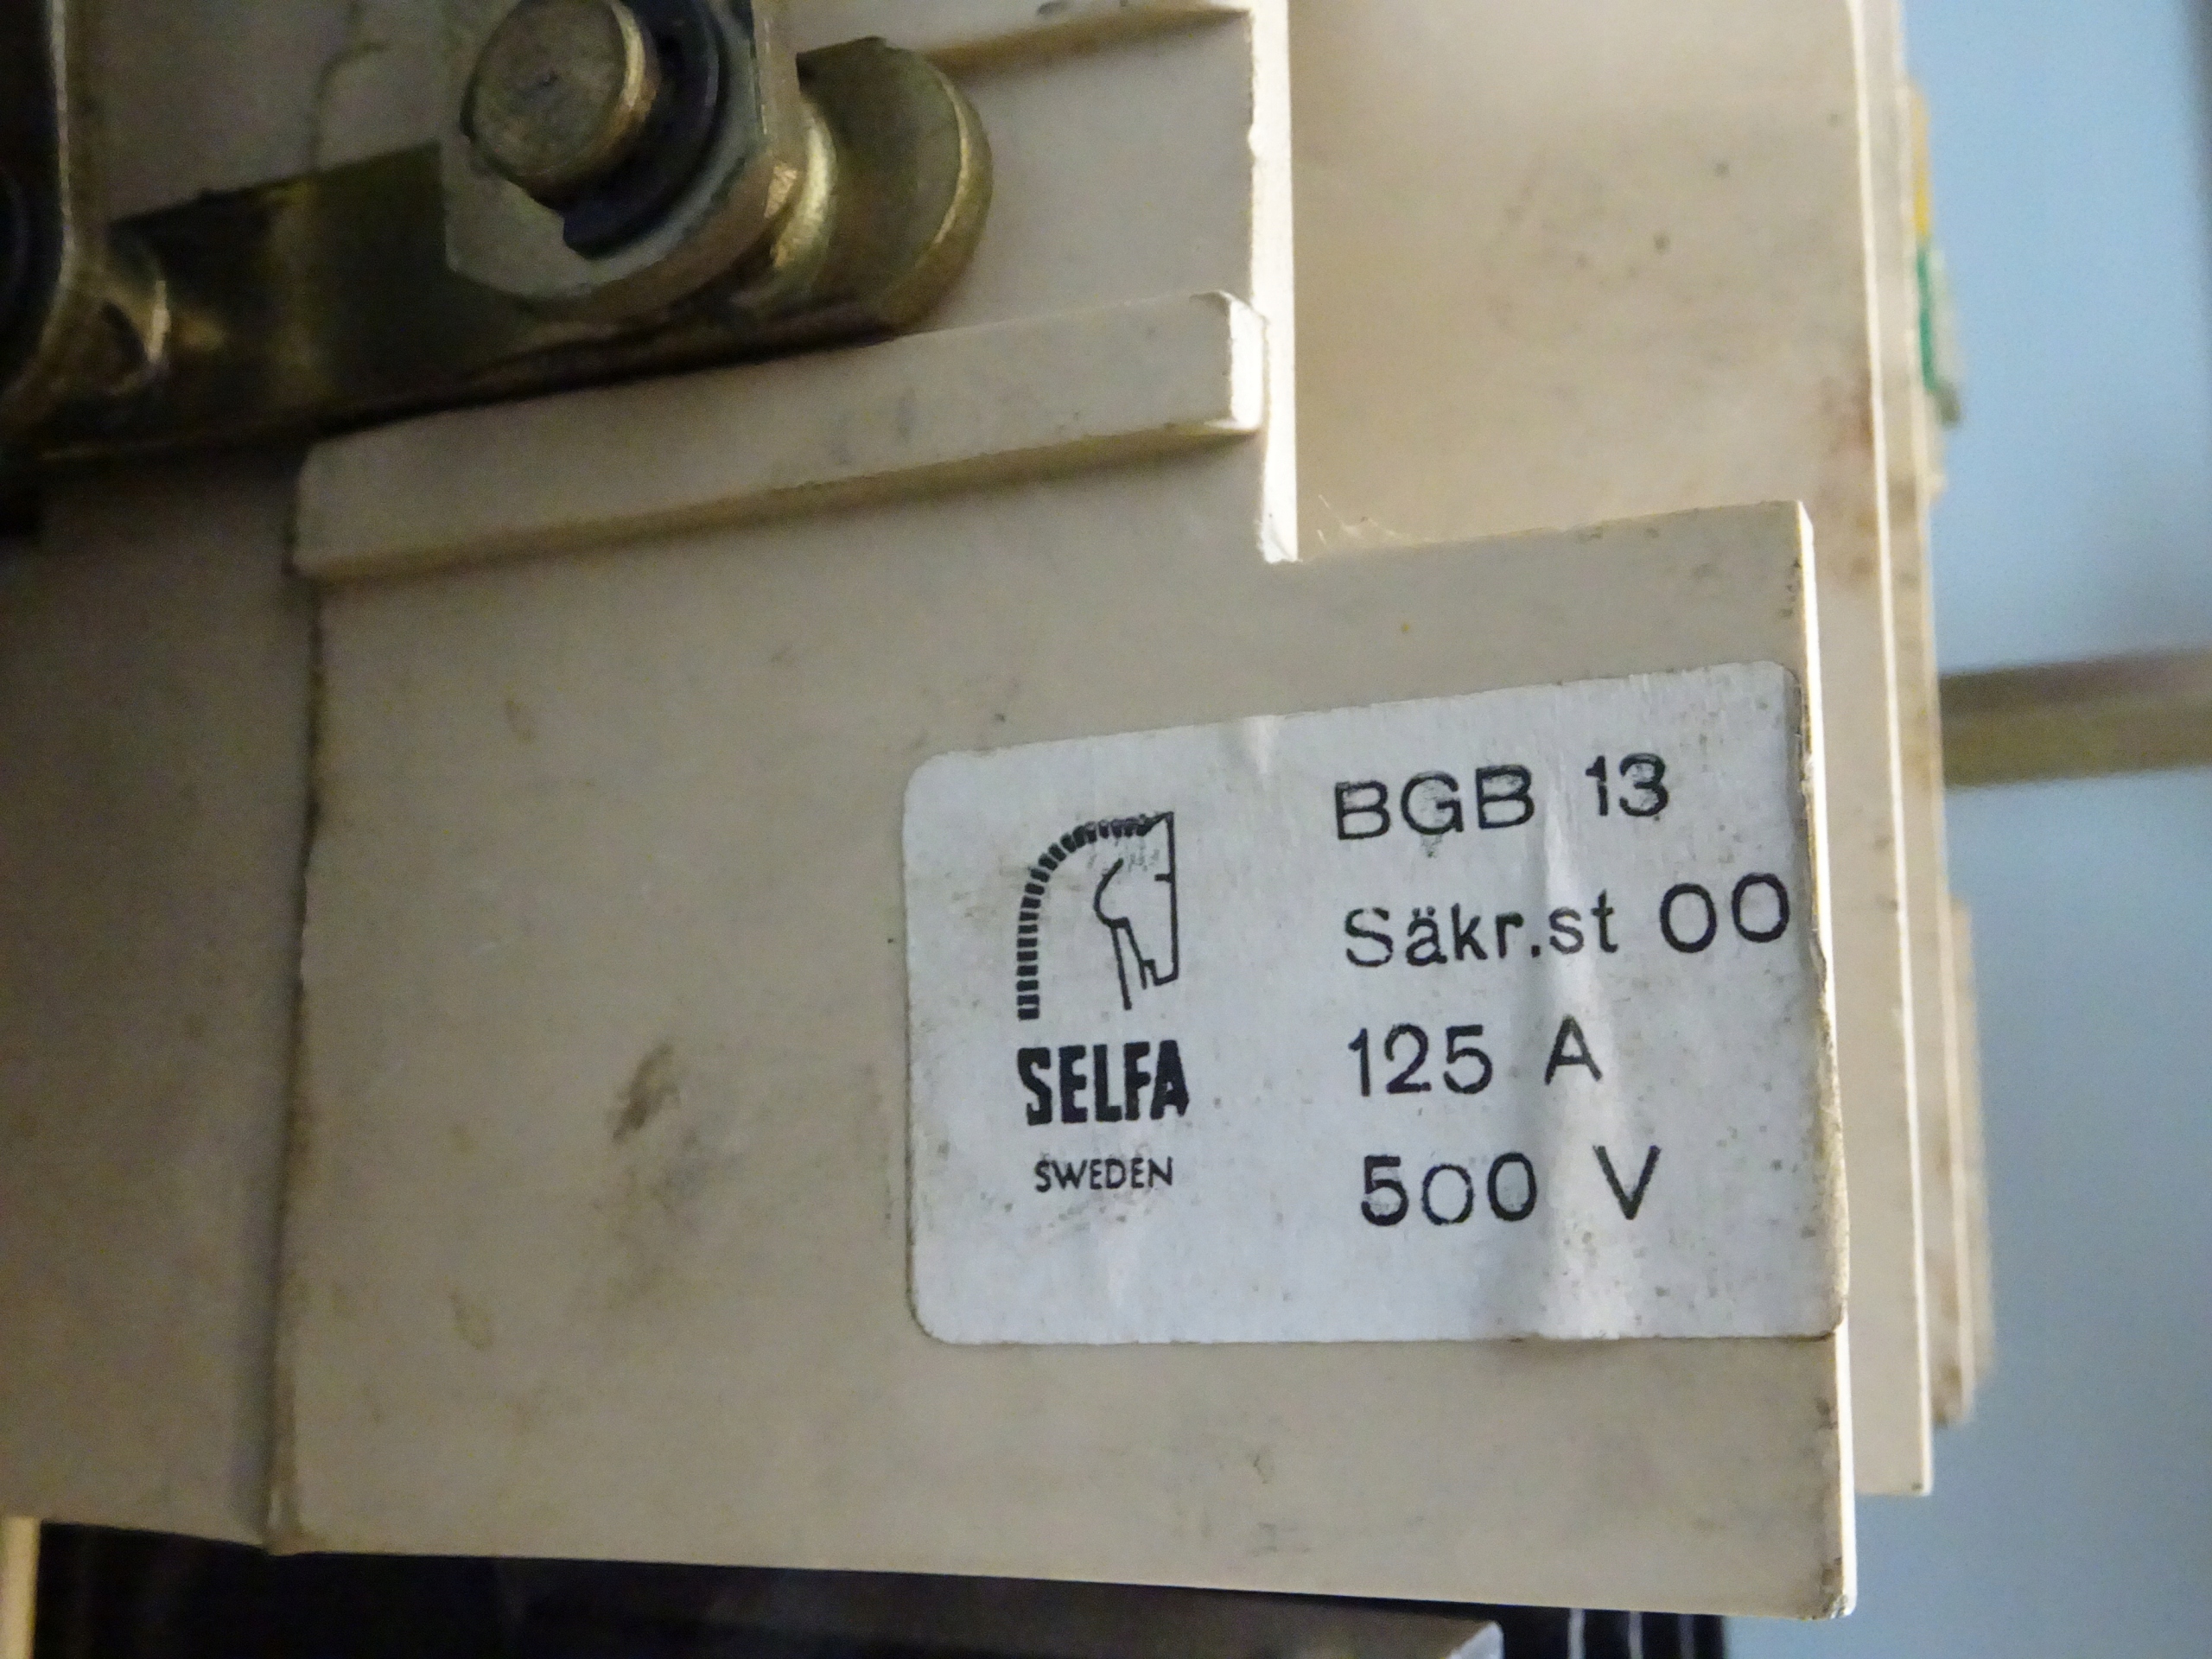 BGB 13
Säkr.st 00
125 A
500 V
SELFA
SWEDEN